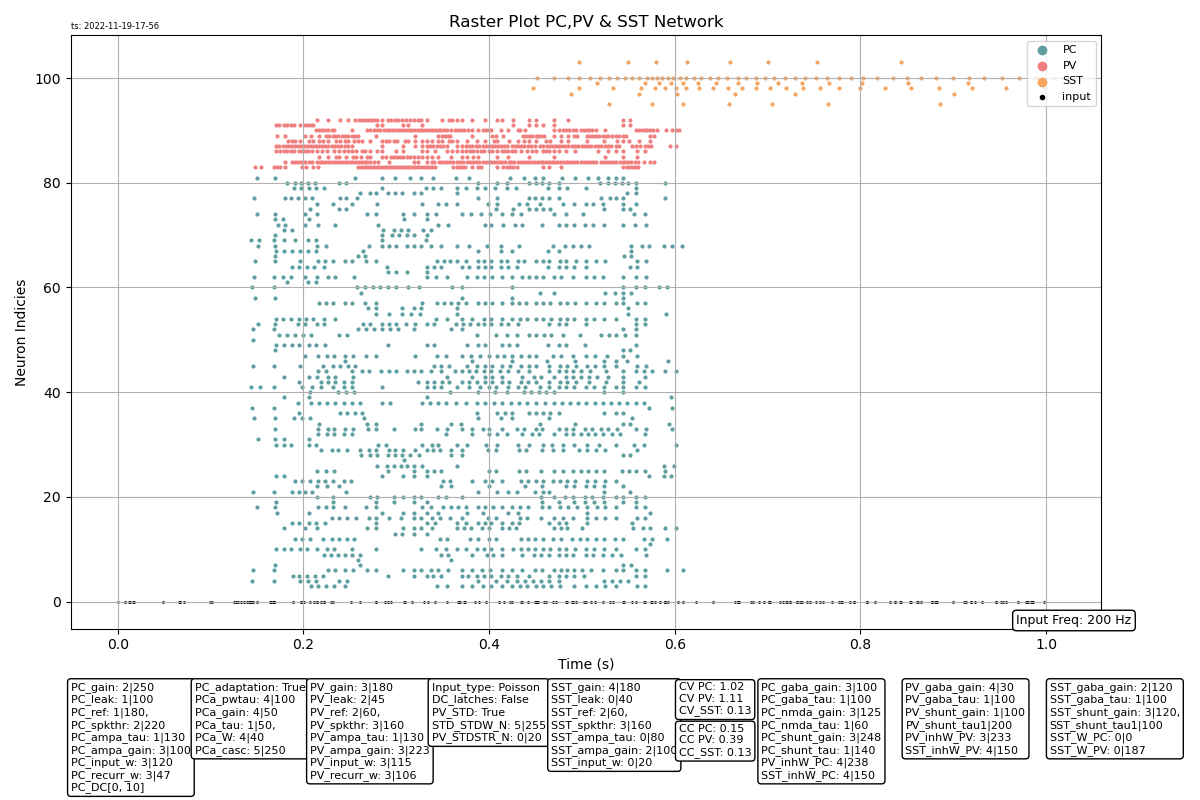 ts: 2022-11-19-17-56
Raster Plot PC,PV & SST Network
PC
PV
SST
input
100
80
60
40
20
0
Neuron Indicies
0.0
0.2
0.4
0.6
0.8
1.0
Time (s)
Input Freq: 200 Hz
PC_gain: 2|250
PC_leak: 1|100
PC_ref: 1|180,
PC_spkthr: 2|220
PC_ampa_tau: 1|130
PC_ampa_gain: 3|100
PC_input_w: 3|120
PC_recurr_w: 3|47
PC_DC[0, 10]
PC_adaptation: True
PCa_pwtau: 4|100
PCa_gain: 4|50
PCa_tau: 1|50,
PCa_W: 4|40
PCa_casc: 5|250
PV_gain: 3|180
PV_leak: 2|45
PV_ref: 2|60,
PV_spkthr: 3|160
PV_ampa_tau: 1|130
PV_ampa_gain: 3|223
PV_input_w: 3|115
PV_recurr_w: 3|106
Input_type: Poisson
DC_latches: False
PV_STD: True
STD_STDW_N: 5|255
PV_STDSTR_N: 0|20
SST_gain: 4|180
SST_leak: 0|40
SST_ref: 2|60,
SST_spkthr: 3|160
SST_ampa_tau: 0|80
SST_ampa_gain: 2|100
SST_input_w: 0|20
CV PC: 1.02
CV PV: 1.11
CV_SST: 0.13
CC PC: 0.15
CC PV: 0.39
CC_SST: 0.13
PC_gaba_gain: 3|100
PC_gaba_tau: 1|100
PC_nmda_gain: 3|125
PC_nmda_tau: 1|60
PC_shunt_gain: 3|248
PC_shunt_tau: 1|140
PV_inhW_PC: 4|238
SST_inhW_PC: 4|150
PV_gaba_gain: 4|30
PV_gaba_tau: 1|100
PV_shunt_gain: 1|100
PV_shunt_tau1|200
PV_inhW_PV: 3|233
SST_inhW_PV: 4|150
SST_gaba_gain: 2|120
SST_gaba_tau: 1|100
SST_shunt_gain: 3|120,
SST_shunt_tau1|100
SST_W_PC: 0|0
SST_W_PV: 0|187